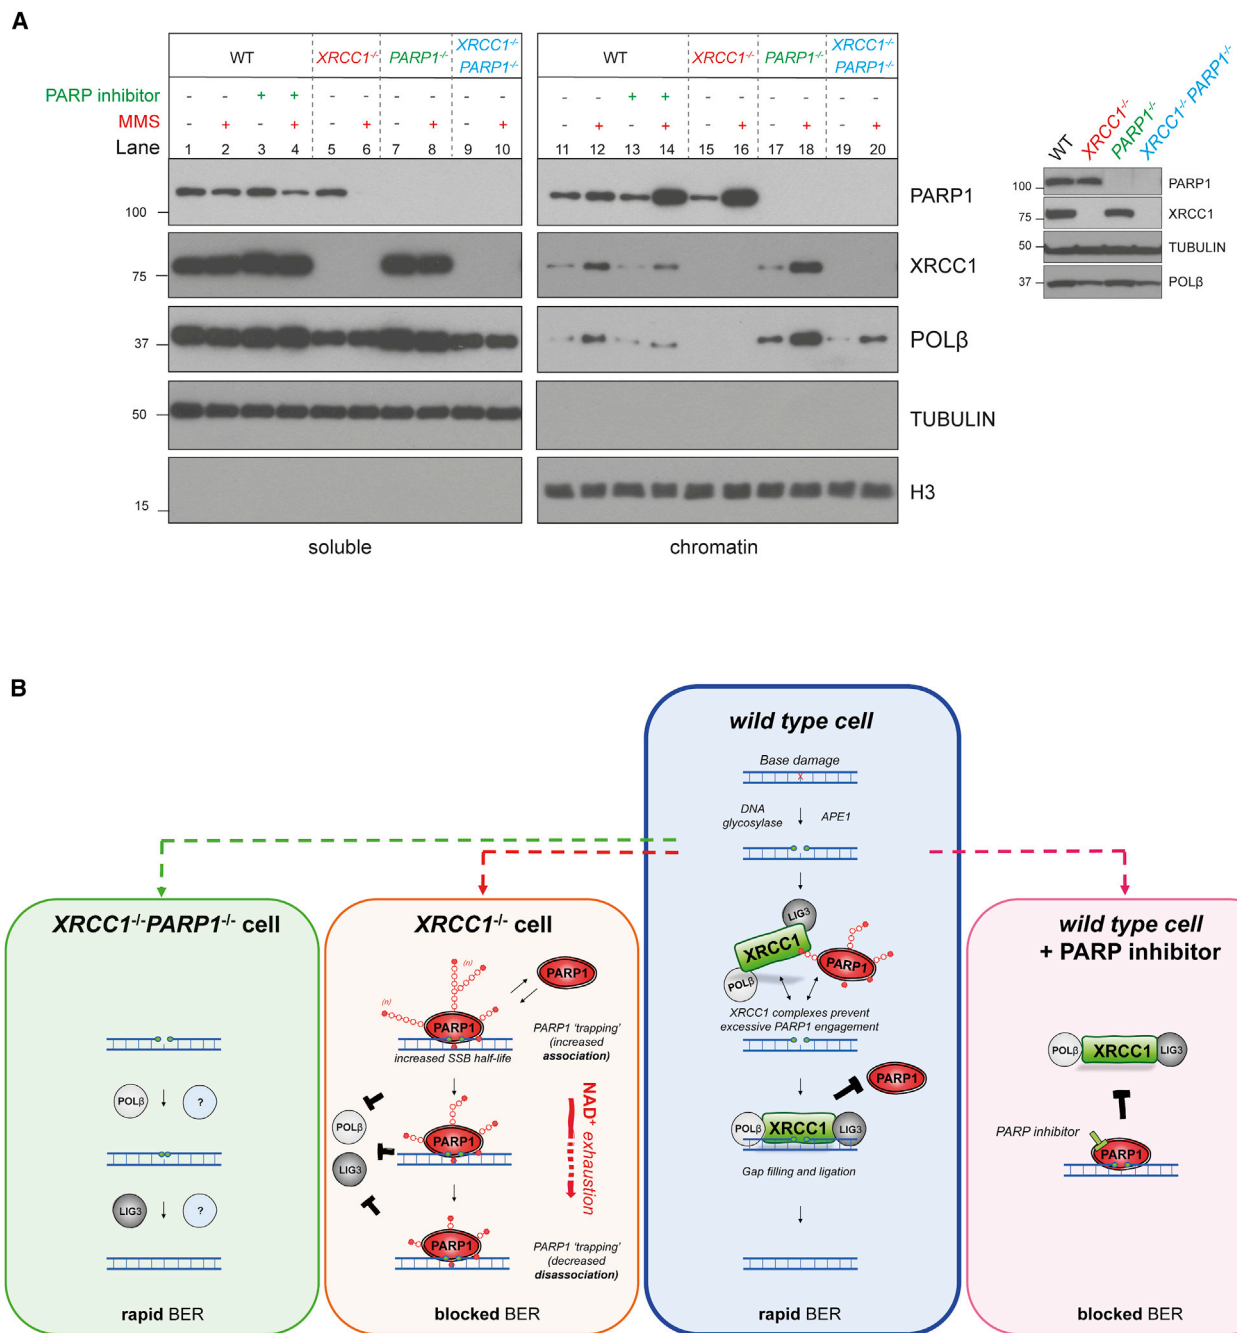 A
WT XRCC1-/- PARP1-/- XRCC1-/- PARP1-/-
WT XRCC1-/- PARP1-/- XRCC1-/- PARP1-/-
PARP inhibitor - - + + - - - - - - - - + + - - - - - -
MMS - + - + - + - + - + - + - + - + - + - +
Lane 1 2 3 4 5 6 7 8 9 10 11 12 13 14 15 16 17 18 19 20
100 PARP1
75 XRCC1
37 POLβ
50 TUBULIN
15 H3
soluble chromatin
WT XRCC1-/- PARP1-/- XRCC1-/- PARP1-/-
100 PARP1
75 XRCC1
50 TUBULIN
37 POLβ
B
XRCC1-/-PARP1-/- cell
POLβ ?
LIG3 ?
rapid BER
XRCC1-/- cell
(n)
(n)
PARP1
PARP1
increased SSB half-life
PARP1 'trapping'
(increased
association)
POLβ
LIG3
PARP1
NAD+ exhaustion
PARP1
PARP1 'trapping'
(decreased
disassociation)
blocked BER
wild type cell
Base damage
X
DNA
glycosylase
APE1
LIG3
XRCC1
PARP1
POLβ
XRCC1 complexes prevent
excessive PARP1 engagement
PARP1
POLβ XRCC1 LIG3
Gap filling and ligation
rapid BER
wild type cell
+ PARP inhibitor
POLβ XRCC1 LIG3
PARP inhibitor
PARP1
blocked BER